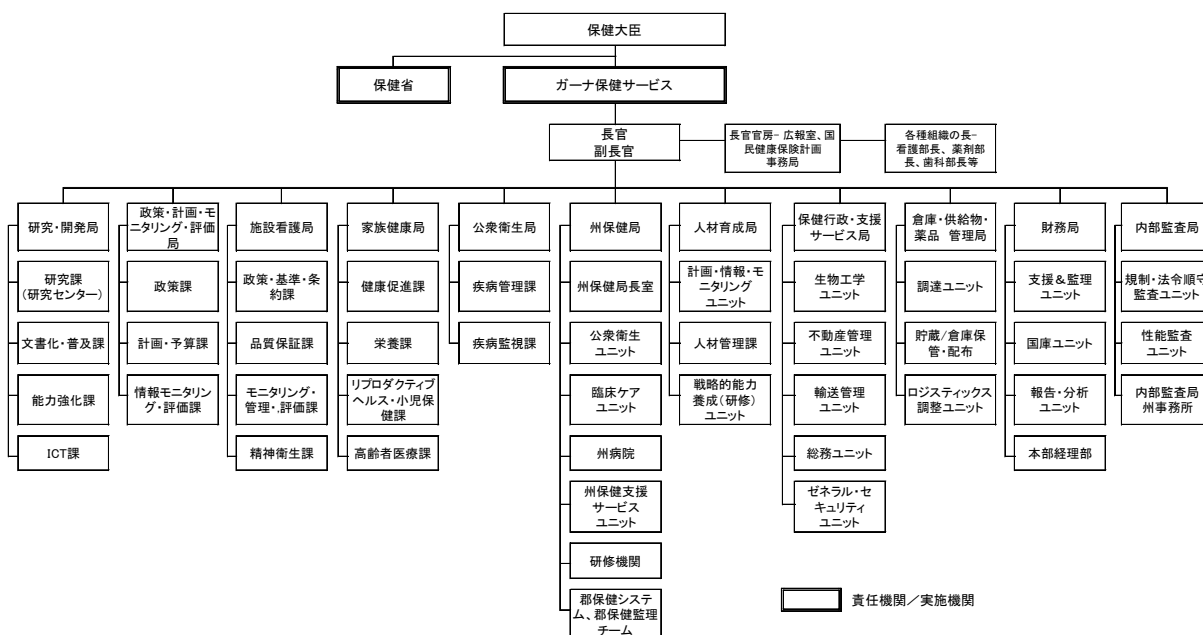 保健大臣
保健省
ガーナ保健サービス
長官
副長官
長官官房- 広報室、国
民健康保険計画
事務局
各種組織の長-
看護部長、薬剤部
長、歯科部長等
研究・開発局
政策・計画・モ
ニタリング・評価
局
施設看護局
家族健康局
公衆衛生局
州保健局
人材育成局
保健行政・支援
サービス局
倉庫・供給物・
薬品 管理局
財務局
内部監査局
研究課
(研究センター)
政策課
政策・基準・条
約課
健康促進課
疾病管理課
州保健局長室
計画・情報・モ
ニタリング
ユニット
生物工学
ユニット
調達ユニット
支援&監理
ユニット
規制・法令順守
監査ユニット
文書化・普及課
計画・予算課
品質保証課
栄養課
疾病監視課
公衆衛生
ユニット
人材管理課
不動産管理
ユニット
貯蔵/倉庫保
管・配布
国庫ユニット
性能監査
ユニット
能力強化課
情報モニタリン
グ・評価課
モニタリング・
管理・,評価課
リプロダクティブ
ヘルス・小児保
健課
臨床ケア
ユニット
戦略的能力
養成(研修)
ユニット
輸送管理
ユニット
ロジスティックス
調整ユニット
報告・分析
ユニット
内部監査局
州事務所
ICT課
精神衛生課
高齢者医療課
州病院
総務ユニット
本部経理部
州保健支援
サービス
ユニット
ゼネラル・セ
キュリティ
ユニット
研修機関
郡保健システ
ム、郡保健監理
チーム
責任機関/実施機関